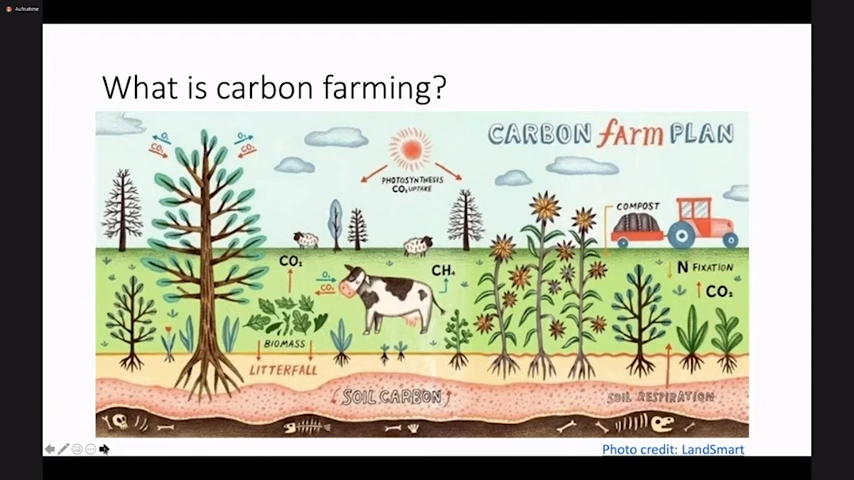 Aufnahme
What is carbon farming?
CARBON farm PLAN
O₂
CO₂
O₂
CO₂
PHOTOSYNTHESIS
CO₂ UPTAKE
COMPOST
CO₂
O₂
CO₂
CH₄
N FIXATION
CO₂
BIOMASS
LITTERFALL
SOIL CARBON
SOIL RESPIRATION
Photo credit: LandSmart